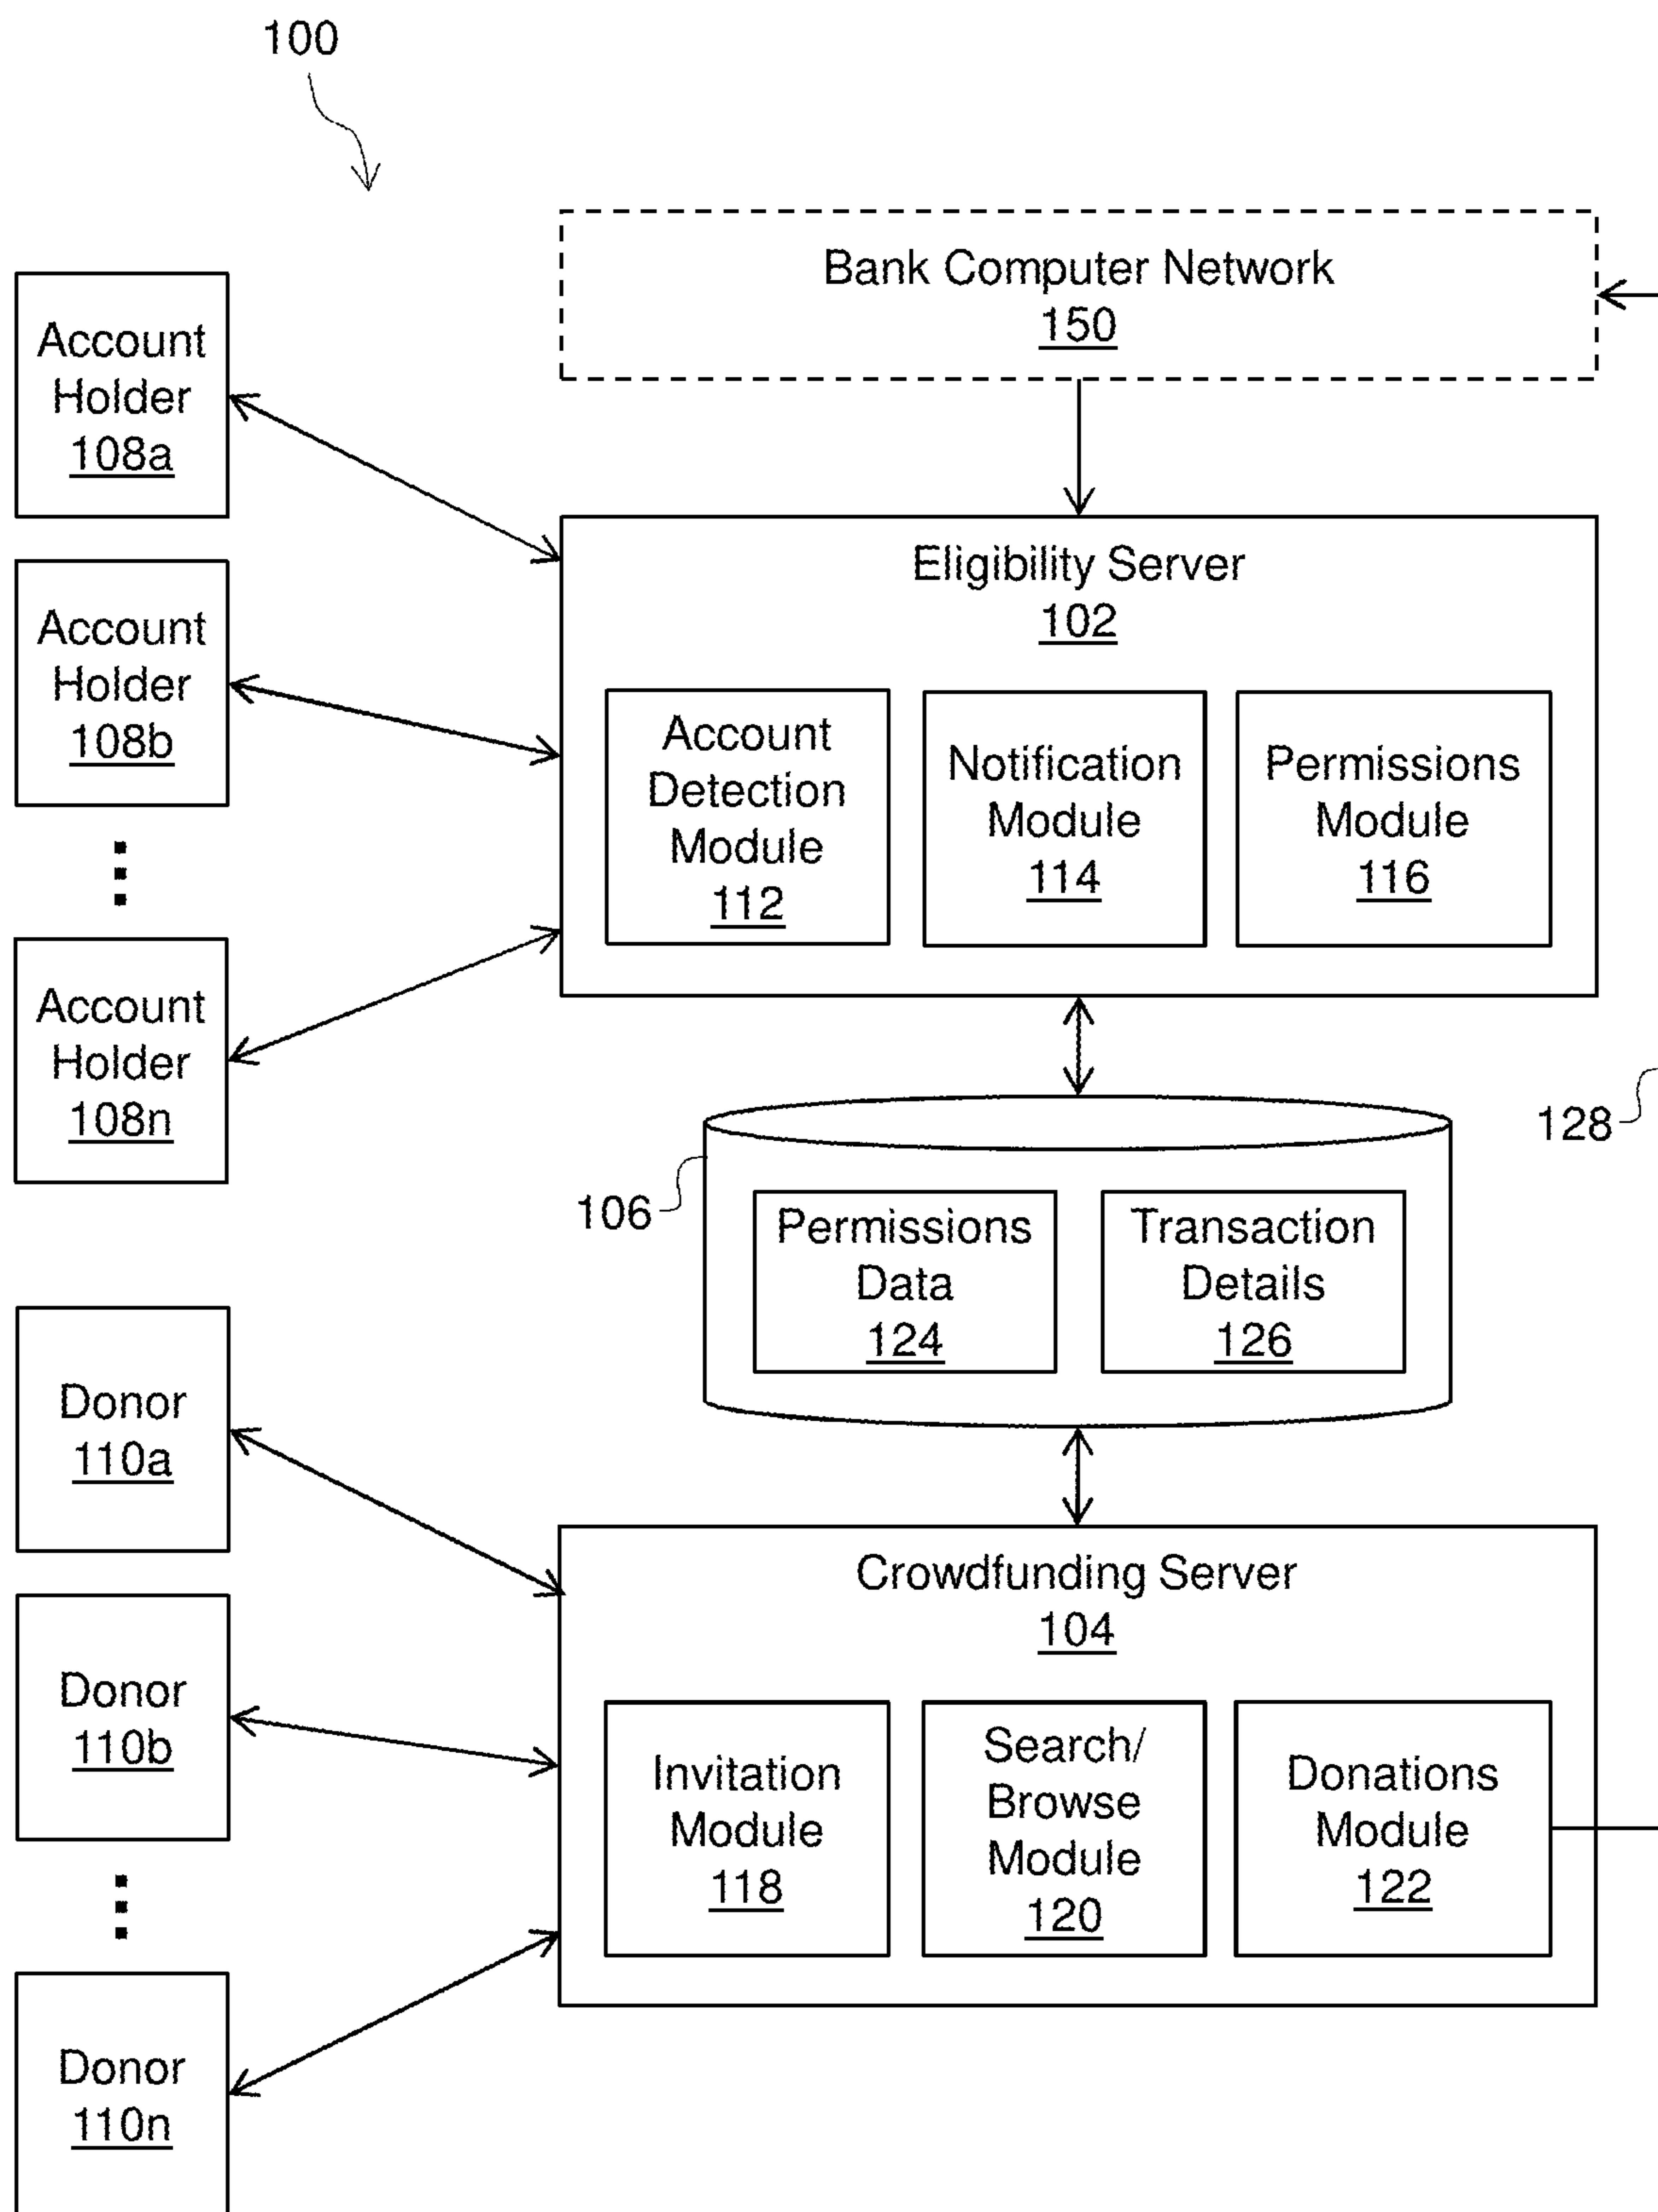 100
Bank Computer Network
150
Account
Holder
108a
Eligibility Server
102
Account
Holder
108b
Account
Detection
Module
112
Notification
Module
114
Permissions
Module
116
Account
Holder
108n
128
106
Permissions
Data
124
Transaction
Details
126
Donor
110a
Crowdfunding Server
104
Donor
110b
Invitation
Module
118
Search/
Browse
Module
120
Donations
Module
122
Donor
110n